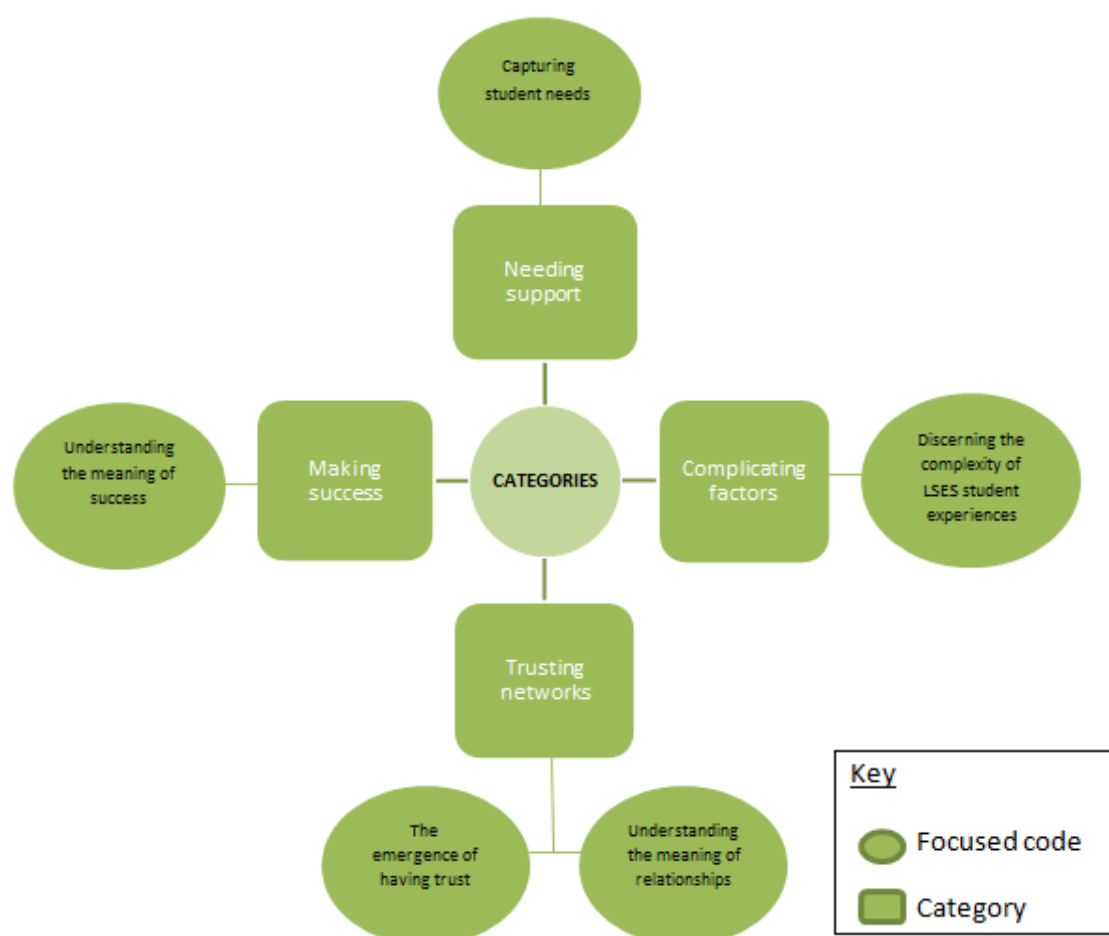 Capturing
student needs
Needing
support
Understanding
the meaning of
success
Making
success
CATEGORIES
Complicating
factors
Discerning the
complexity of
LSES student
experiences
Trusting
networks
The
emergence of
having trust
Understanding
the meaning of
relationships
Key
Focused code
Category